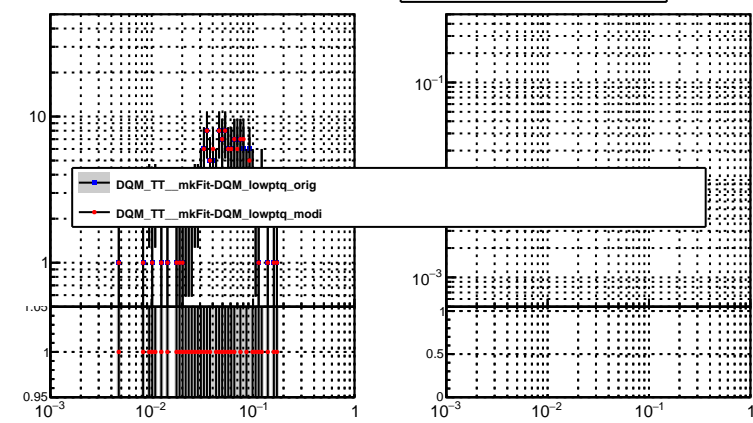 10⁻¹
10
DQM_TT__mkFit-DQM_lowptq_orig
DQM_TT__mkFit-DQM_lowptq_modi
1
10⁻³
1.05
1
1
0.5
0.95
0
10⁻³ 10⁻² 10⁻¹ 1
10⁻³ 10⁻² 10⁻¹ 1